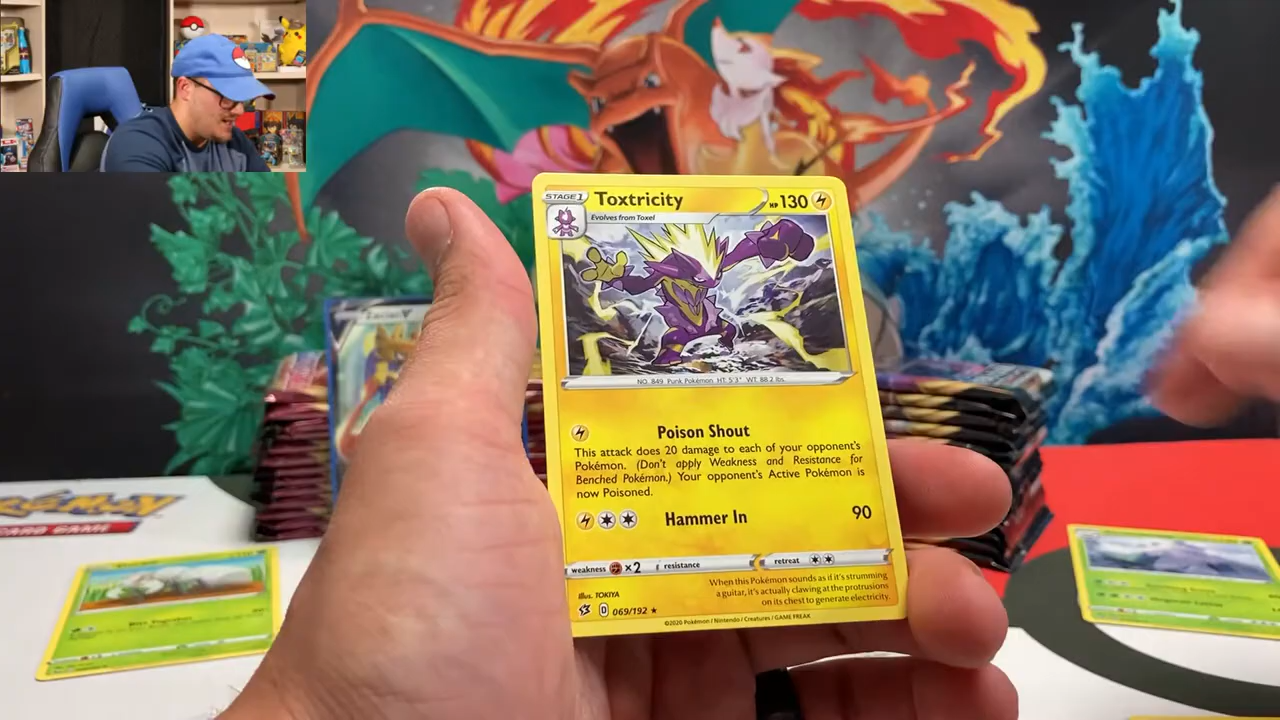 STAGE 1 Toxtricity HP 130
Evolves from Toxel
NO. 849 Punk Pokémon HT: 5'3" WT: 88.2 lbs.
Poison Shout
This attack does 20 damage to each of your opponent's
Pokémon. (Don't apply Weakness and Resistance for
Benched Pokémon.) Your opponent's Active Pokémon is
now Poisoned.
Hammer In 90
weakness ×2 resistance retreat
When this Pokémon sounds as if it's strumming
a guitar, it's actually clawing at the protrusions
on its chest to generate electricity.
Illus. TOKIYA
D 069/192 ★
©2020 Pokémon / Nintendo / Creatures / GAME FREAK
Pokémon
CARD GAME